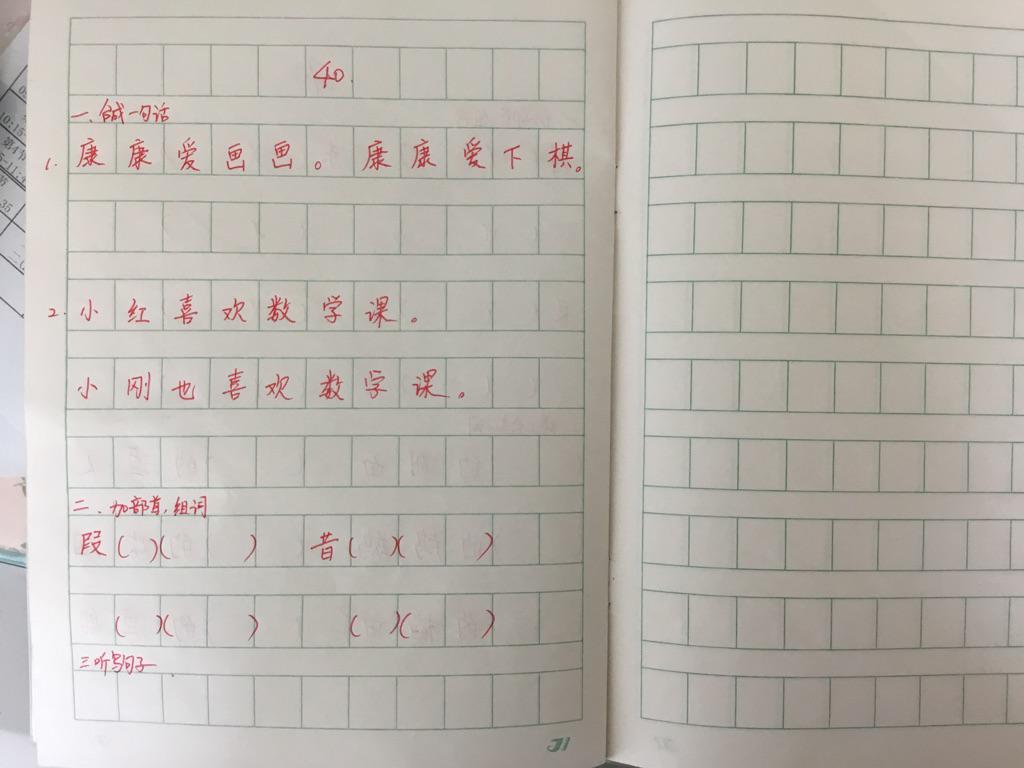 40.
一、合成一句话
1. 康康爱画画。康康爱下棋。
2. 小红喜欢数学课。
小刚也喜欢数学课。
二、加部首,组词
叚( )( ) 昔( )( )
( )( ) ( )( )
三.听写句子